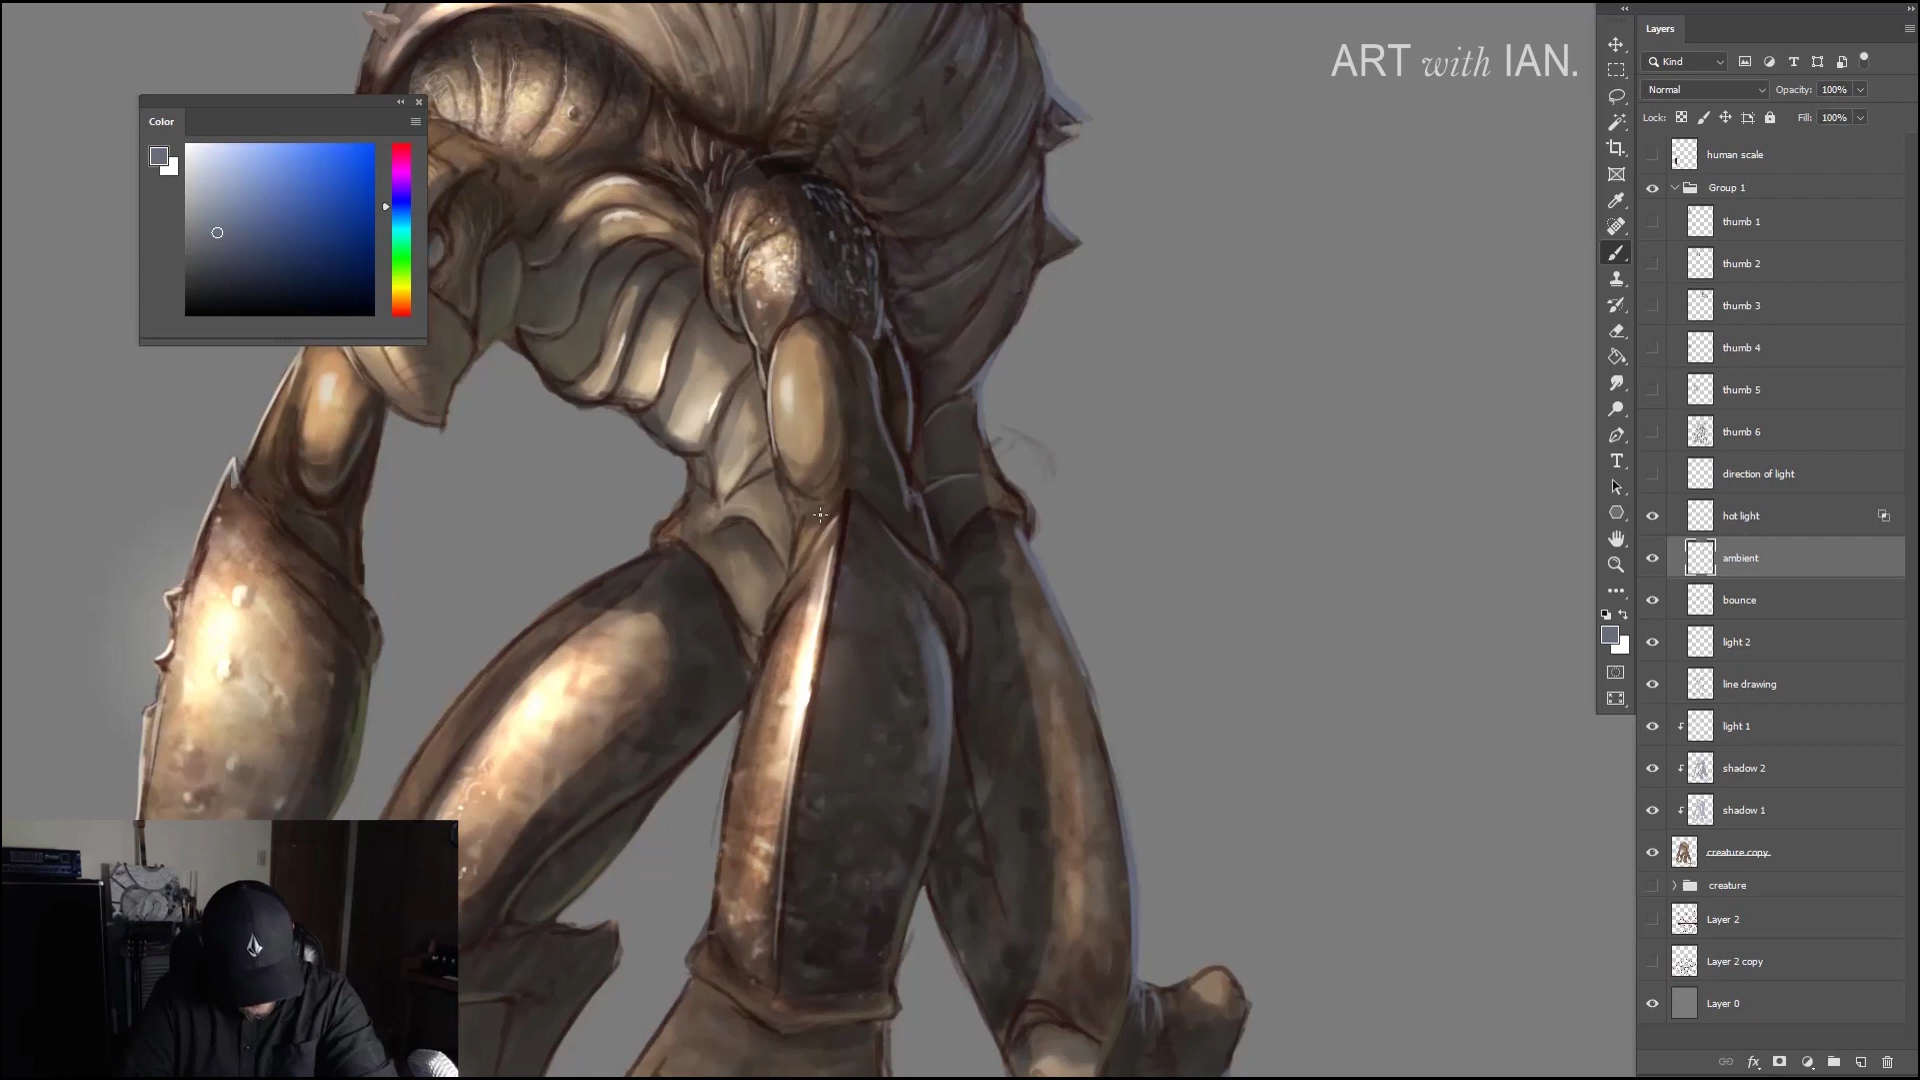 ART with IAN.
Color
Layers
Kind
Normal
Opacity: 100%
Lock:
Fill: 100%
human scale
Group 1
thumb 1
thumb 2
thumb 3
thumb 4
thumb 5
thumb 6
direction of light
hot light
ambient
bounce
light 2
line drawing
light 1
shadow 2
shadow 1
creature copy
creature
Layer 2
Layer 2 copy
Layer 0